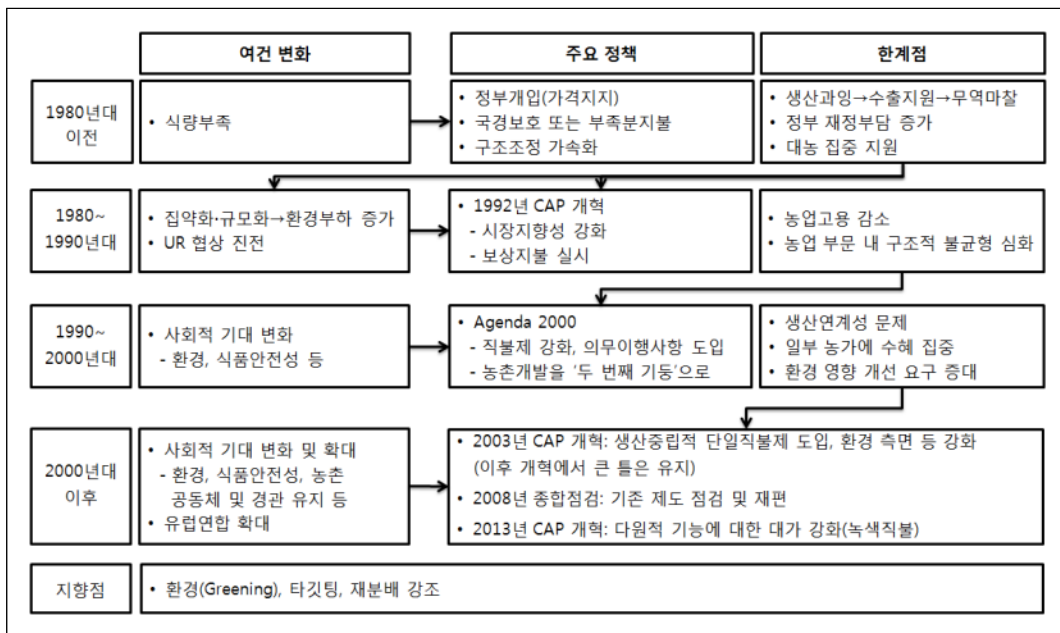 여건 변화
주요 정책
한계점
1980년대
이전
• 식량부족
• 정부개입(가격지지)
• 국경보호 또는 부족분지불
• 구조조정 가속화
• 생산과잉→수출지원→무역마찰
• 정부 재정부담 증가
• 대농 집중 지원
1980~
1990년대
• 집약화·규모화→환경부하 증가
• UR 협상 진전
• 1992년 CAP 개혁
- 시장지향성 강화
- 보상지불 실시
• 농업고용 감소
• 농업 부문 내 구조적 불균형 심화
1990~
2000년대
• 사회적 기대 변화
- 환경, 식품안전성 등
• Agenda 2000
- 직불제 강화, 의무이행사항 도입
- 농촌개발을 '두 번째 기둥'으로
• 생산연계성 문제
• 일부 농가에 수혜 집중
• 환경 영향 개선 요구 증대
2000년대
이후
• 사회적 기대 변화 및 확대
- 환경, 식품안전성, 농촌
공동체 및 경관 유지 등
• 유럽연합 확대
• 2003년 CAP 개혁: 생산중립적 단일직불제 도입, 환경 측면 등 강화
(이후 개혁에서 큰 틀은 유지)
• 2008년 종합점검: 기존 제도 점검 및 재편
• 2013년 CAP 개혁: 다원적 기능에 대한 대가 강화(녹색직불)
지향점
• 환경(Greening), 타깃팅, 재분배 강조